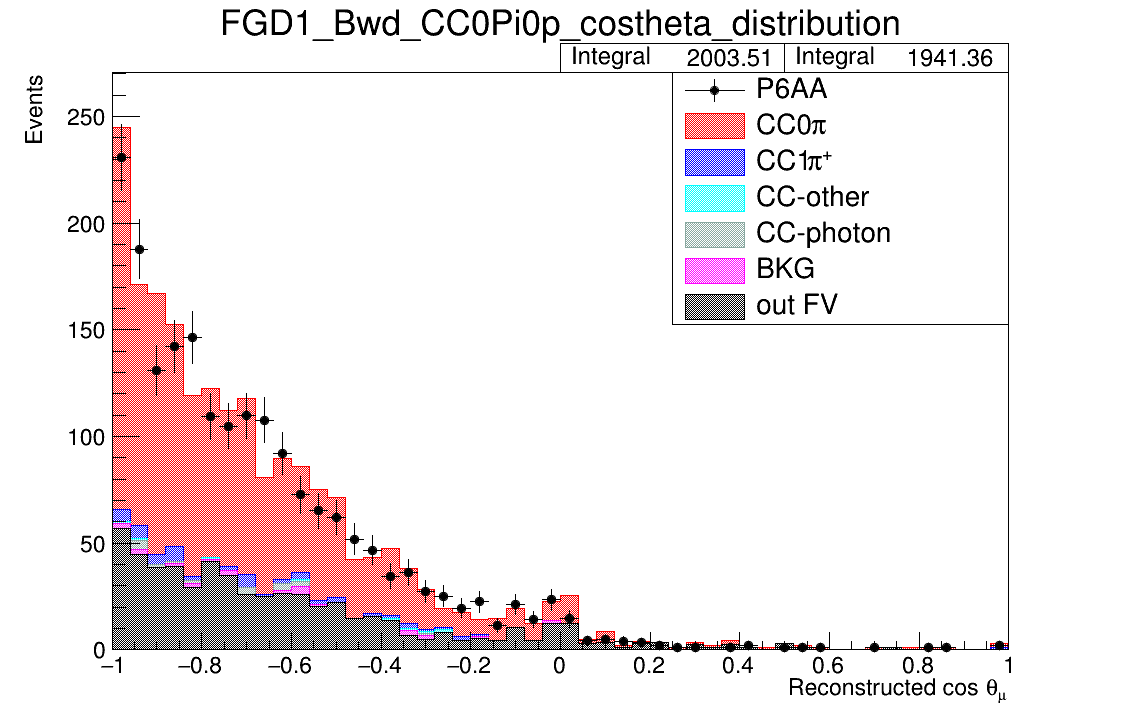 FGD1_Bwd_CC0Pi0p_costheta_distribution
Integral 2003.51 Integral 1941.36
Events
P6AA
CC0π
CC1π⁺
CC-other
CC-photon
BKG
out FV
250
200
150
100
50
0
−1 −0.8 −0.6 −0.4 −0.2 0 0.2 0.4 0.6 0.8 1
Reconstructed cos θμ